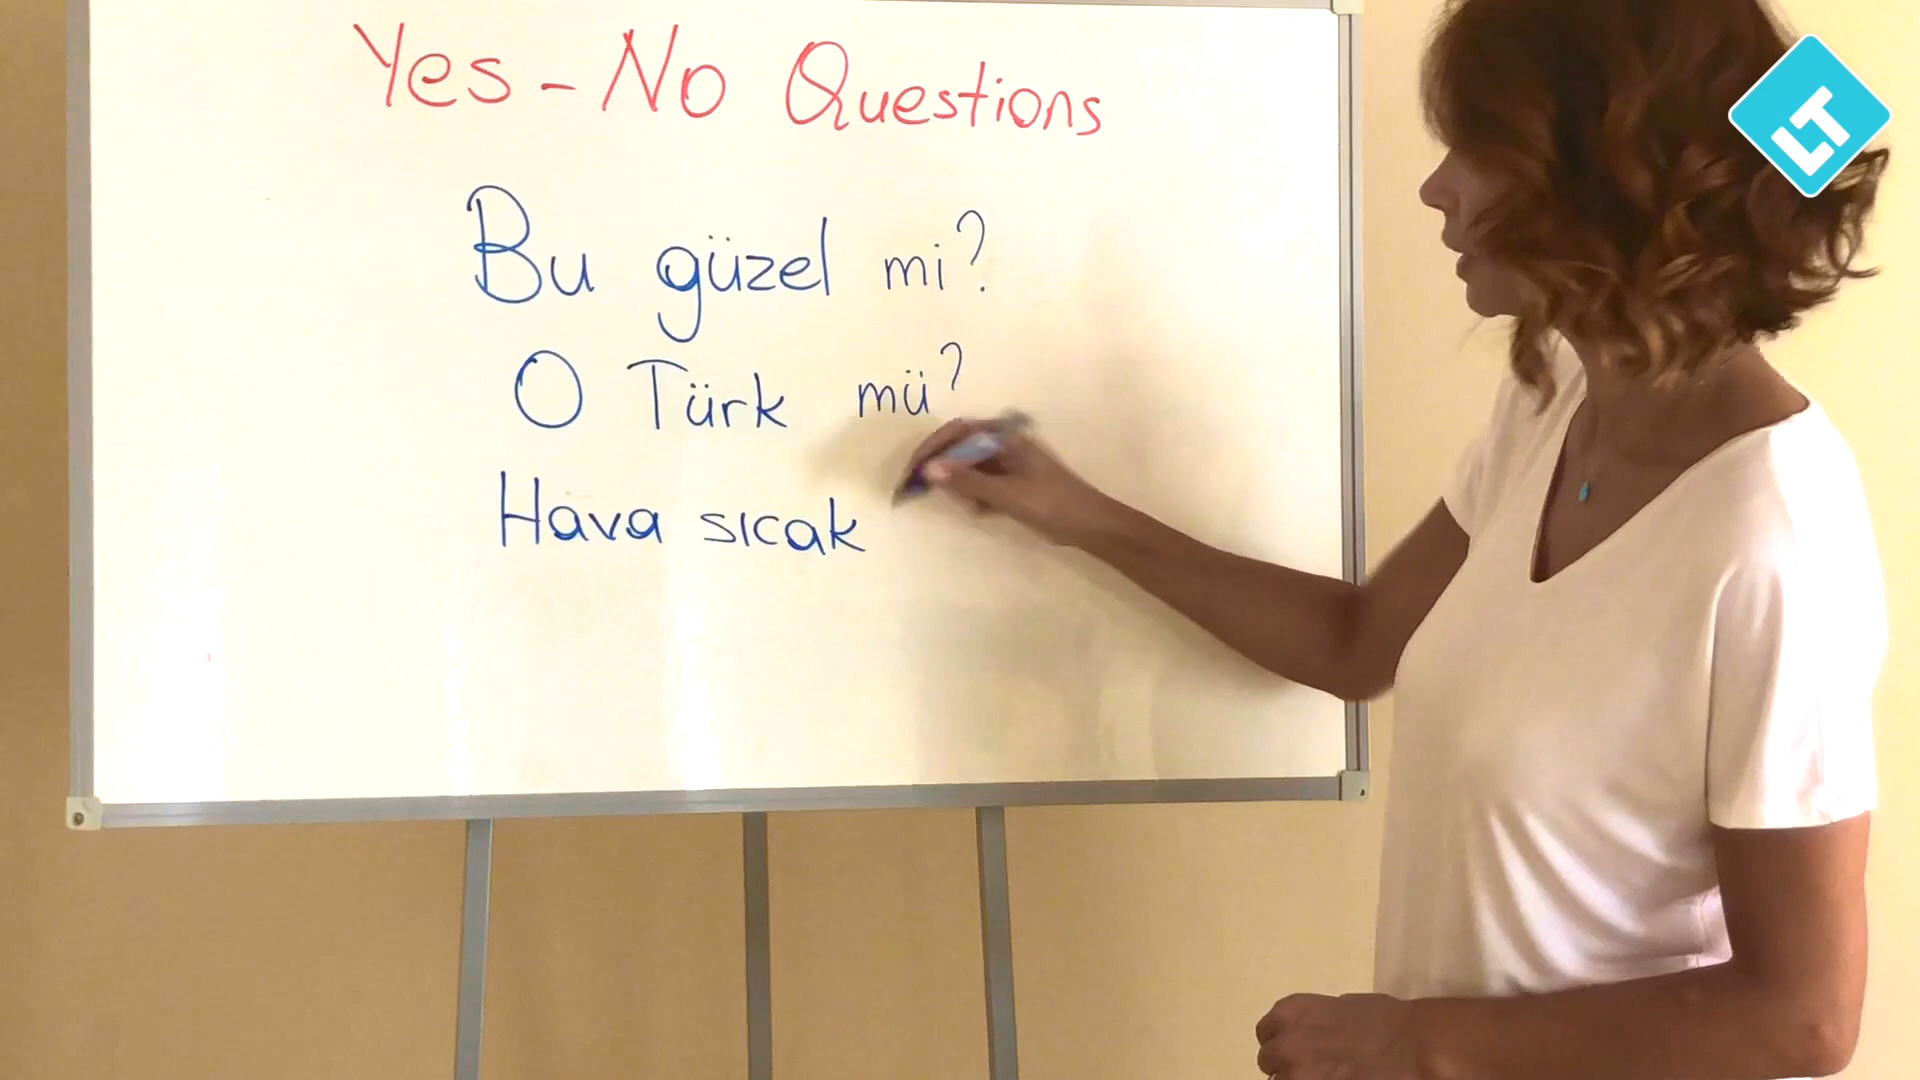 Yes - No Questions
Bu güzel mi?
O Türk mü?
Hava sıcak
LT